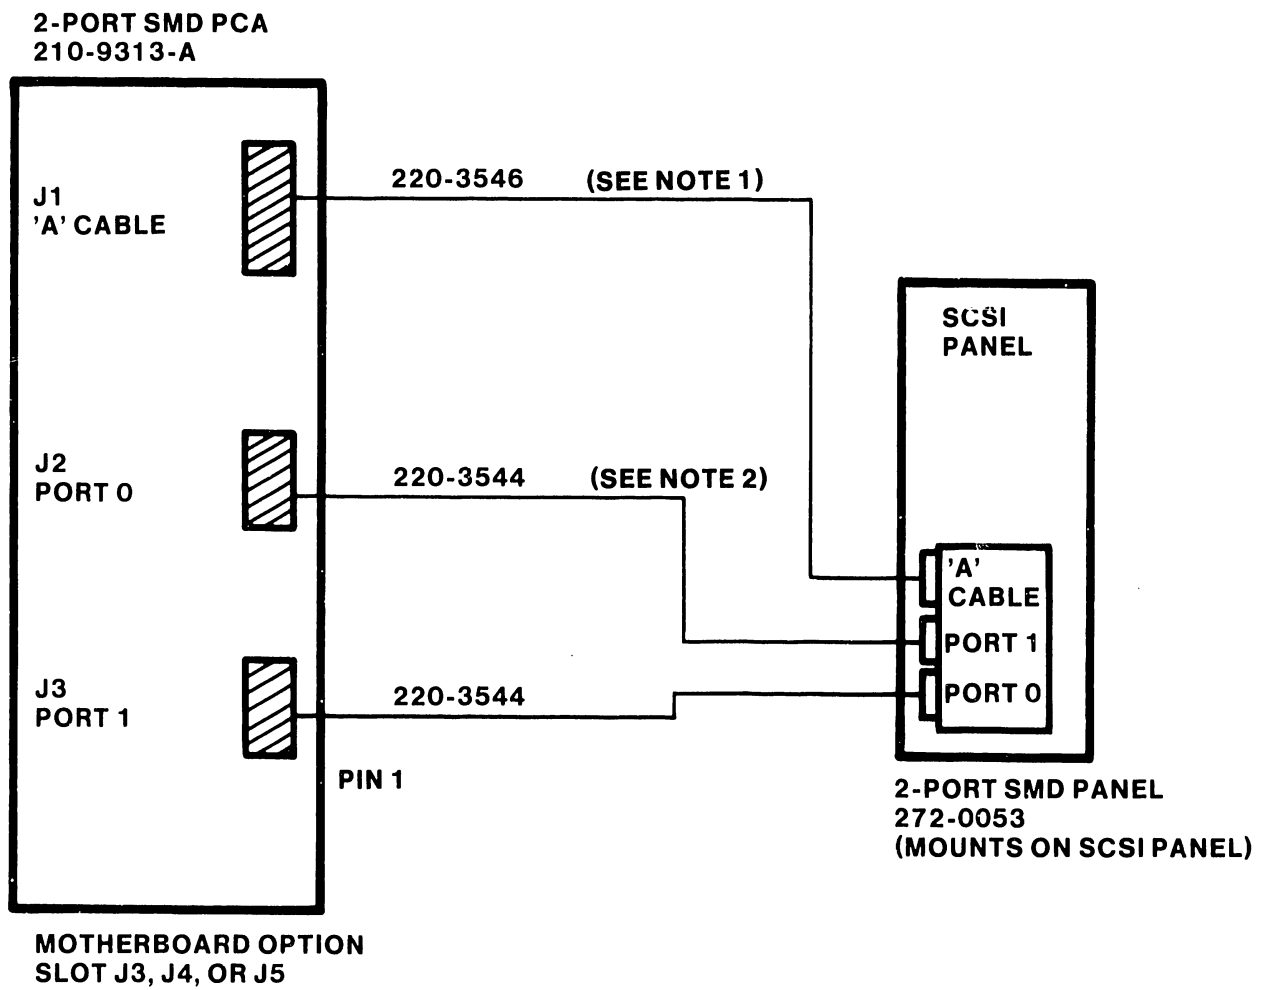 2-PORT SMD PCA
210-9313-A
J1
'A' CABLE
220-3546 (SEE NOTE 1)
SCSI
PANEL
J2
PORT 0
220-3544 (SEE NOTE 2)
'A'
CABLE
PORT 1
PORT 0
J3
PORT 1
220-3544
PIN 1
2-PORT SMD PANEL
272-0053
(MOUNTS ON SCSI PANEL)
MOTHERBOARD OPTION
SLOT J3, J4, OR J5